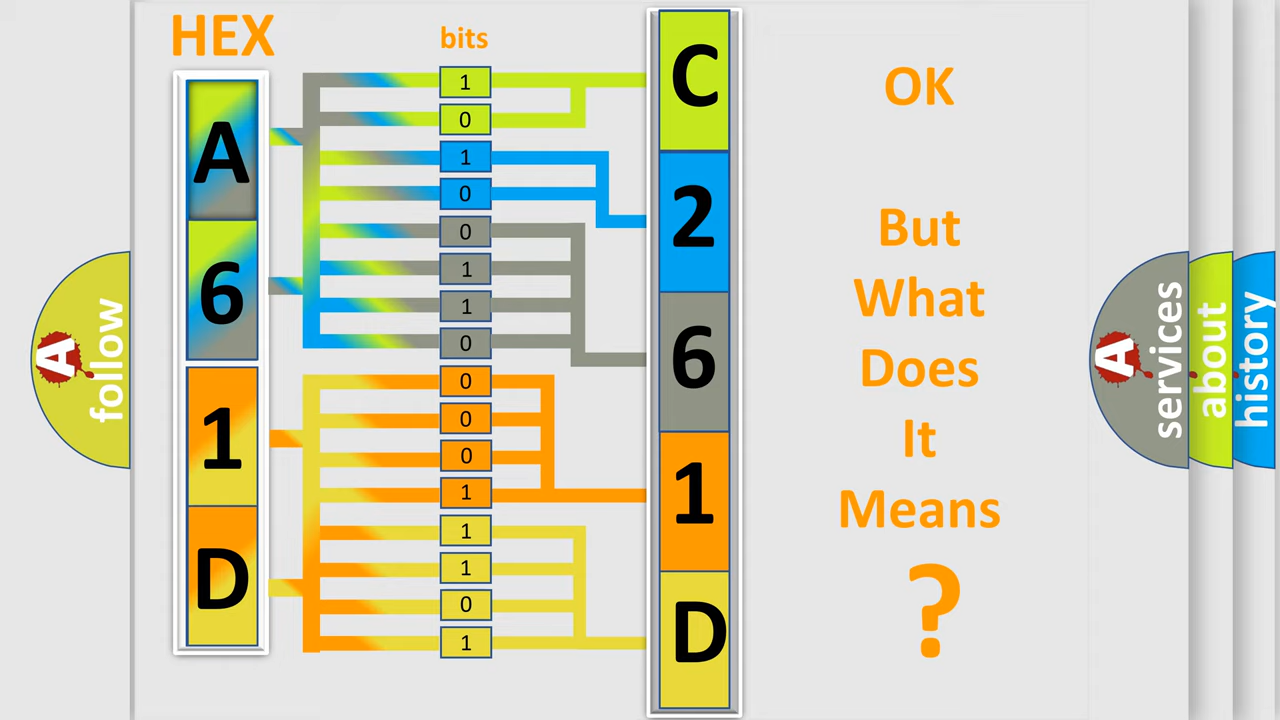 HEX
bits
A
6
1
D
1
0
1
0
0
1
1
0
0
0
0
1
1
1
0
1
C
2
6
1
D
OK
But
What
Does
It
Means
?
A
follow
A
services
about
history